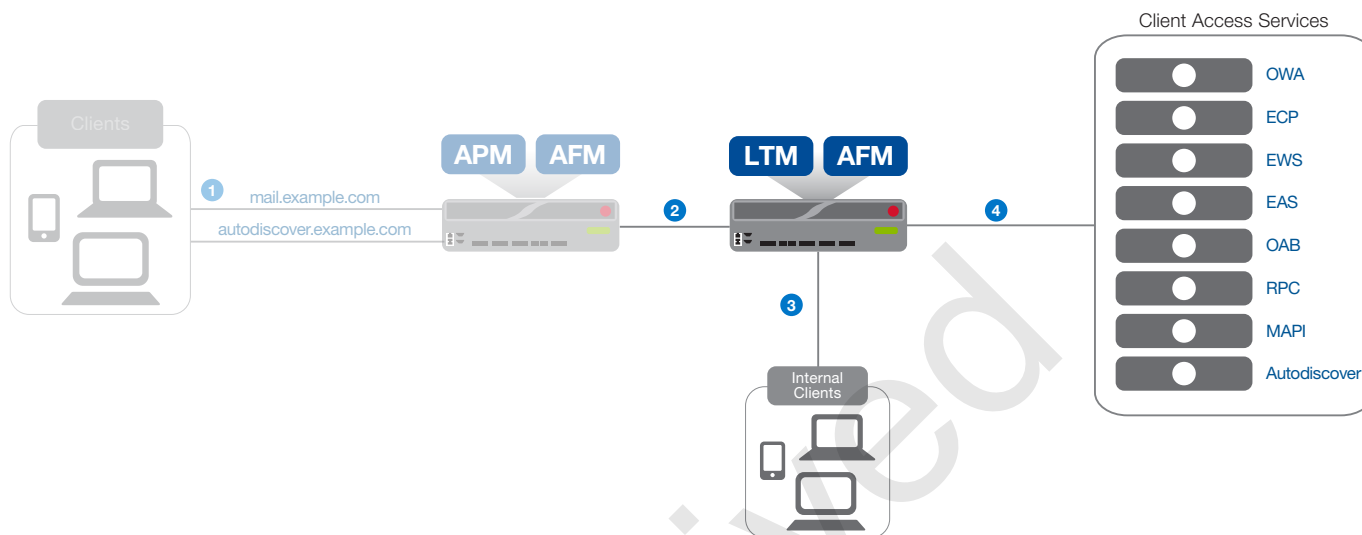 Client Access Services
Clients
APM
AFM
LTM
AFM
1
mail.example.com
autodiscover.example.com
2
4
3
Internal
Clients
OWA
ECP
EWS
EAS
OAB
RPC
MAPI
Autodiscover